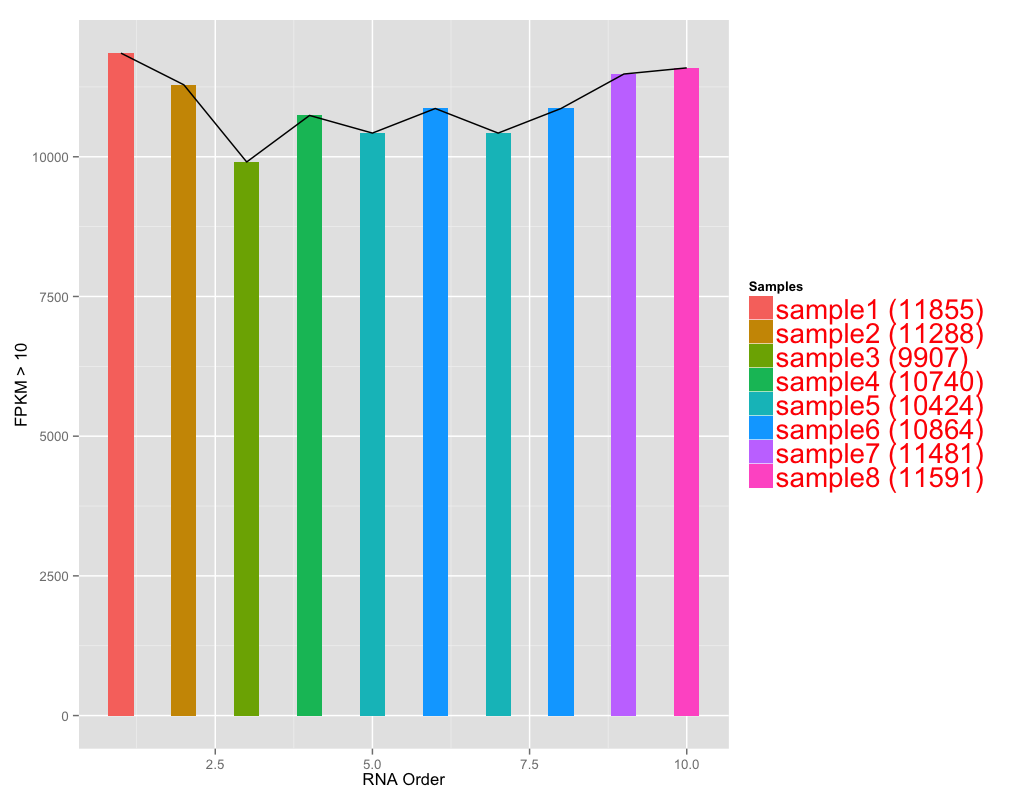 10000
7500
5000
2500
0
FPKM > 10
2.5 5.0 7.5 10.0
RNA Order
Samples
sample1 (11855)
sample2 (11288)
sample3 (9907)
sample4 (10740)
sample5 (10424)
sample6 (10864)
sample7 (11481)
sample8 (11591)